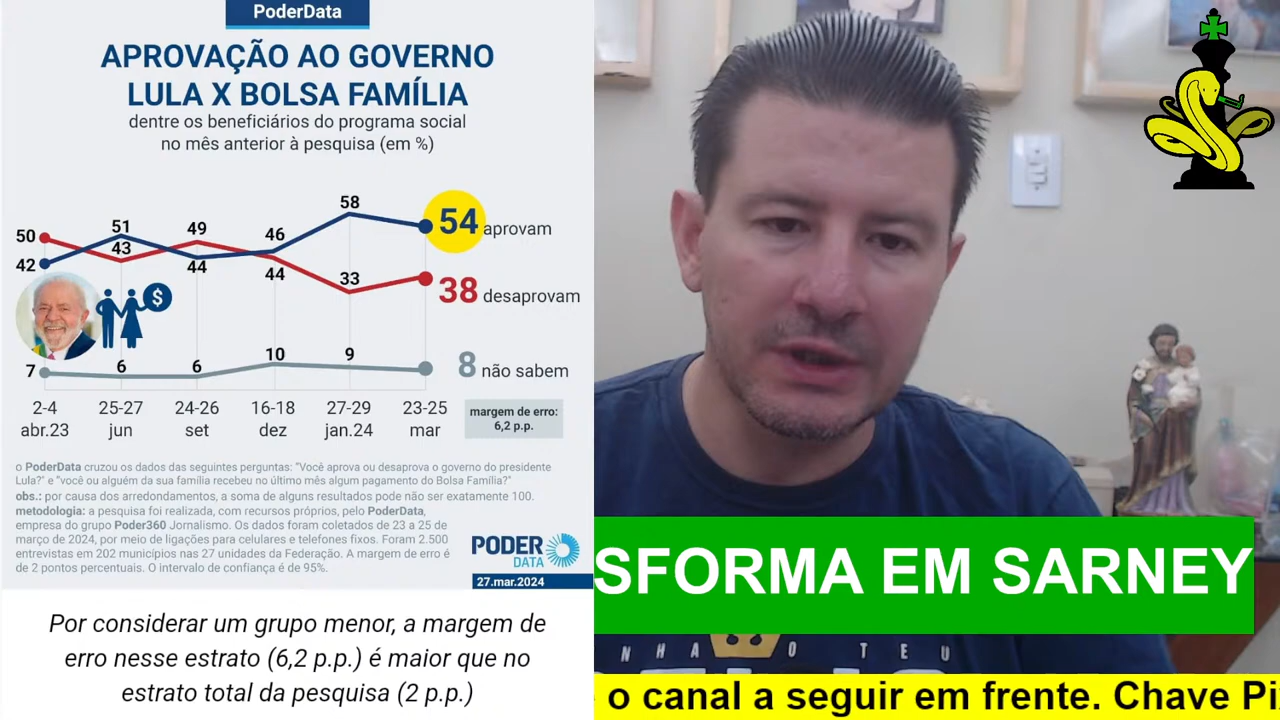 PoderData
APROVAÇÃO AO GOVERNO
LULA X BOLSA FAMÍLIA
dentre os beneficiários do programa social
no mês anterior à pesquisa (em %)
50 51 49 46 58 54 aprovam
42 43 44 44 33 38 desaprovam
$
7 6 6 10 9 8 não sabem
2-4 25-27 24-26 16-18 27-29 23-25
abr.23 jun set dez jan.24 mar
margem de erro:
6,2 p.p.
o PoderData cruzou os dados das seguintes perguntas: "Você aprova ou desaprova o governo do presidente
Lula?" e "você ou alguém da sua família recebeu no último mês algum pagamento do Bolsa Família?"
obs.: por causa dos arredondamentos, a soma de alguns resultados pode não ser exatamente 100.
metodologia: a pesquisa foi realizada, com recursos próprios, pelo PoderData,
empresa do grupo Poder360 Jornalismo. Os dados foram coletados de 23 a 25 de
março de 2024, por meio de ligações para celulares e telefones fixos. Foram 2.500
entrevistas em 202 municípios nas 27 unidades da Federação. A margem de erro é
de 2 pontos percentuais. O intervalo de confiança é de 95%.
PODER
DATA
27.mar.2024
Por considerar um grupo menor, a margem de
erro nesse estrato (6,2 p.p.) é maior que no
estrato total da pesquisa (2 p.p.)
SFORMA EM SARNEY
NHA O TEU
o canal a seguir em frente. Chave Pi